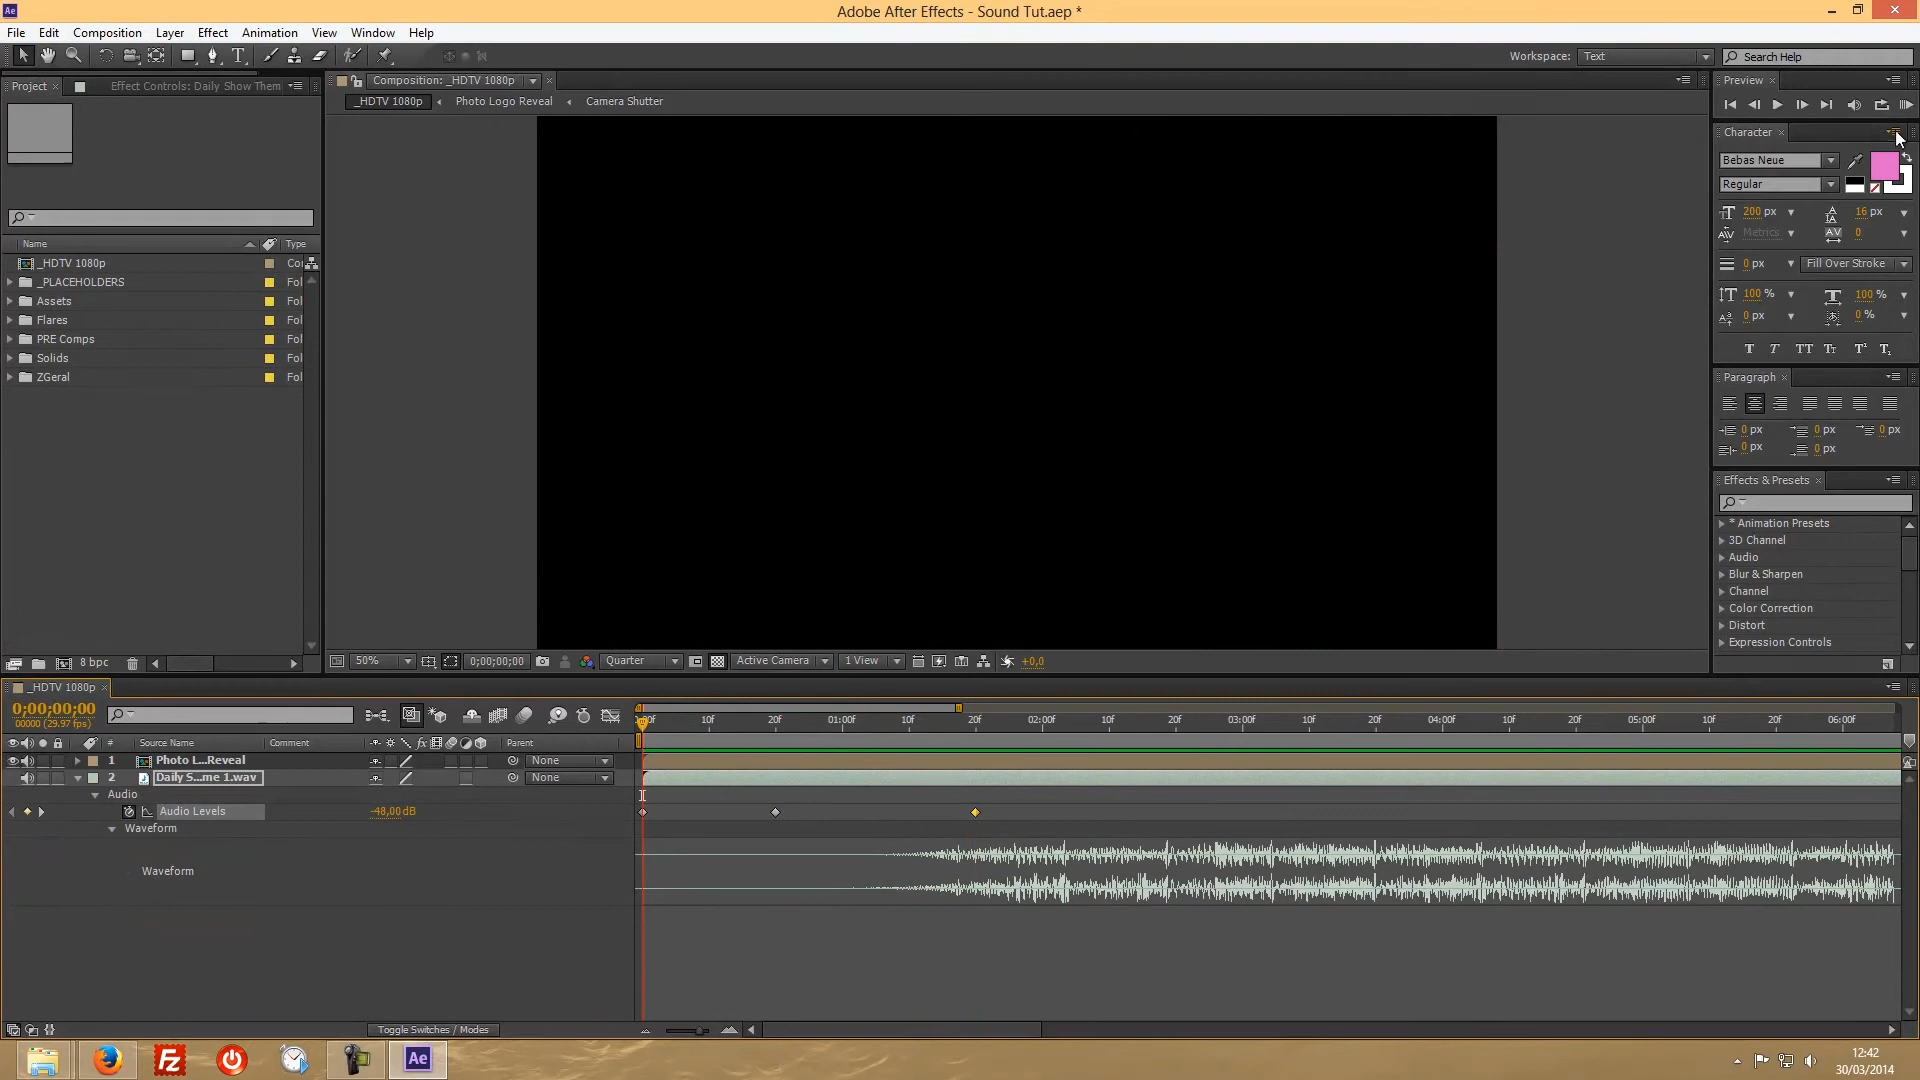 Ae
Adobe After Effects - Sound Tut.aep *
File Edit Composition Layer Effect Animation View Window Help
Workspace: Text
Search Help
Project
Effect Controls: Daily Show Them
Composition: _HDTV 1080p
_HDTV 1080p
Photo Logo Reveal
Camera Shutter
Name Type
_HDTV 1080p Co
_PLACEHOLDERS Fol
Assets Fol
Flares Fol
PRE Comps Fol
Solids Fol
ZGeral Fol
8 bpc
50% 0;00;00;00 Quarter Active Camera 1 View +0,0
Preview
Character
Bebas Neue
Regular
200 px 16 px
Metrics 0
0 px Fill Over Stroke
100 % 100 %
0 px 0 %
T T TT Tт T¹ T₁
Paragraph
0 px 0 px 0 px
0 px 0 px
Effects & Presets
* Animation Presets
3D Channel
Audio
Blur & Sharpen
Channel
Color Correction
Distort
Expression Controls
_HDTV 1080p
0;00;00;00
00000 (29.97 fps)
10f 20f 01:00f 10f 20f 02:00f 10f 20f 03:00f 10f 20f 04:00f 10f 20f 05:00f 10f 20f 06:00f
# Source Name Comment Parent
1 Photo L...Reveal None
2 Daily S...me 1.wav None
Audio
Audio Levels -48,00dB
Waveform
Waveform
Toggle Switches / Modes
Fz
Ae
12:42
30/03/2014